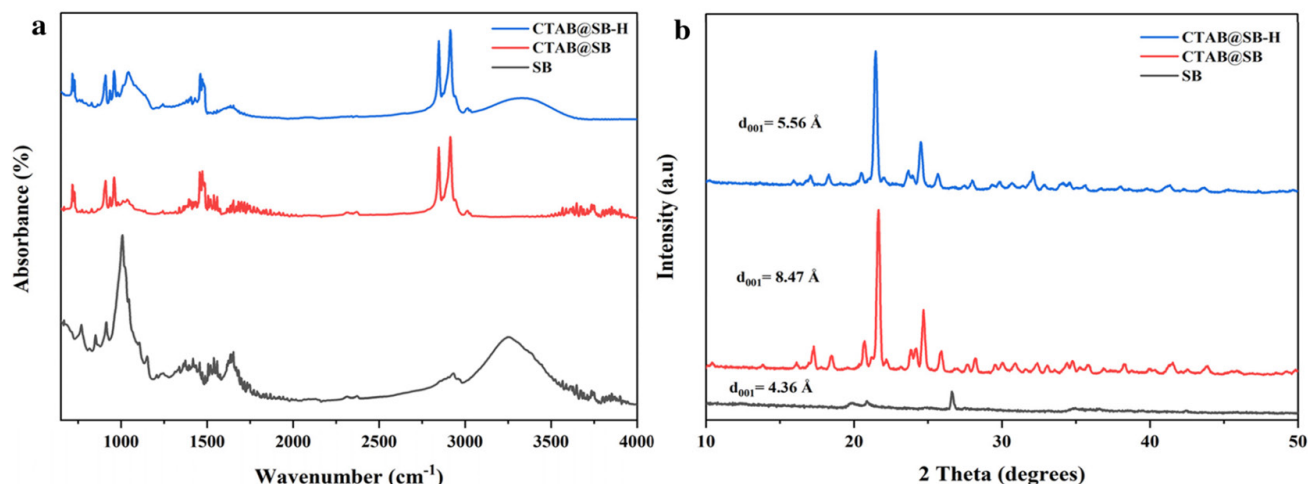 a
CTAB@SB-H
CTAB@SB
SB
Absorbance (%)
1000 1500 2000 2500 3000 3500 4000
Wavenumber (cm⁻¹)
b
CTAB@SB-H
CTAB@SB
SB
d₀₀₁= 5.56 Å
d₀₀₁= 8.47 Å
d₀₀₁= 4.36 Å
Intensity (a.u)
10 20 30 40 50
2 Theta (degrees)